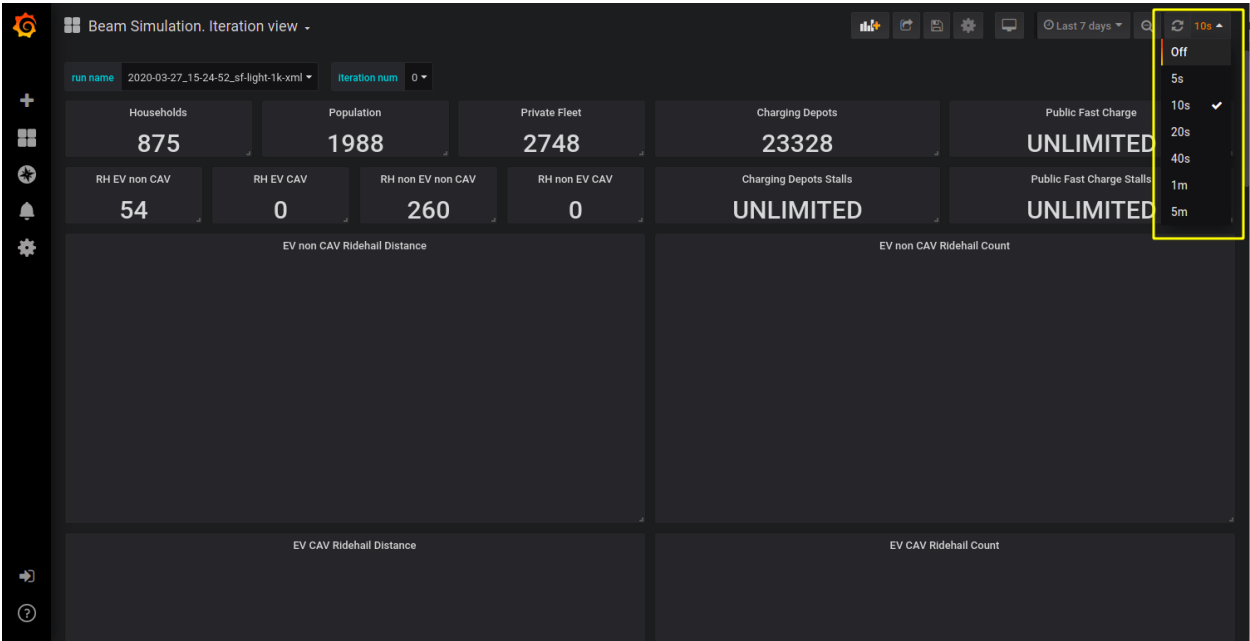 Beam Simulation. Iteration view
Last 7 days
10s
run name 2020-03-27_15-24-52_sf-light-1k-xml iteration num 0
Off
5s
10s
20s
40s
1m
5m
Households Population Private Fleet Charging Depots Public Fast Charge
875 1988 2748 23328 UNLIMITED
RH EV non CAV RH EV CAV RH non EV non CAV RH non EV CAV Charging Depots Stalls Public Fast Charge Stalls
54 0 260 0 UNLIMITED UNLIMITED
EV non CAV Ridehail Distance EV non CAV Ridehail Count
EV CAV Ridehail Distance EV CAV Ridehail Count